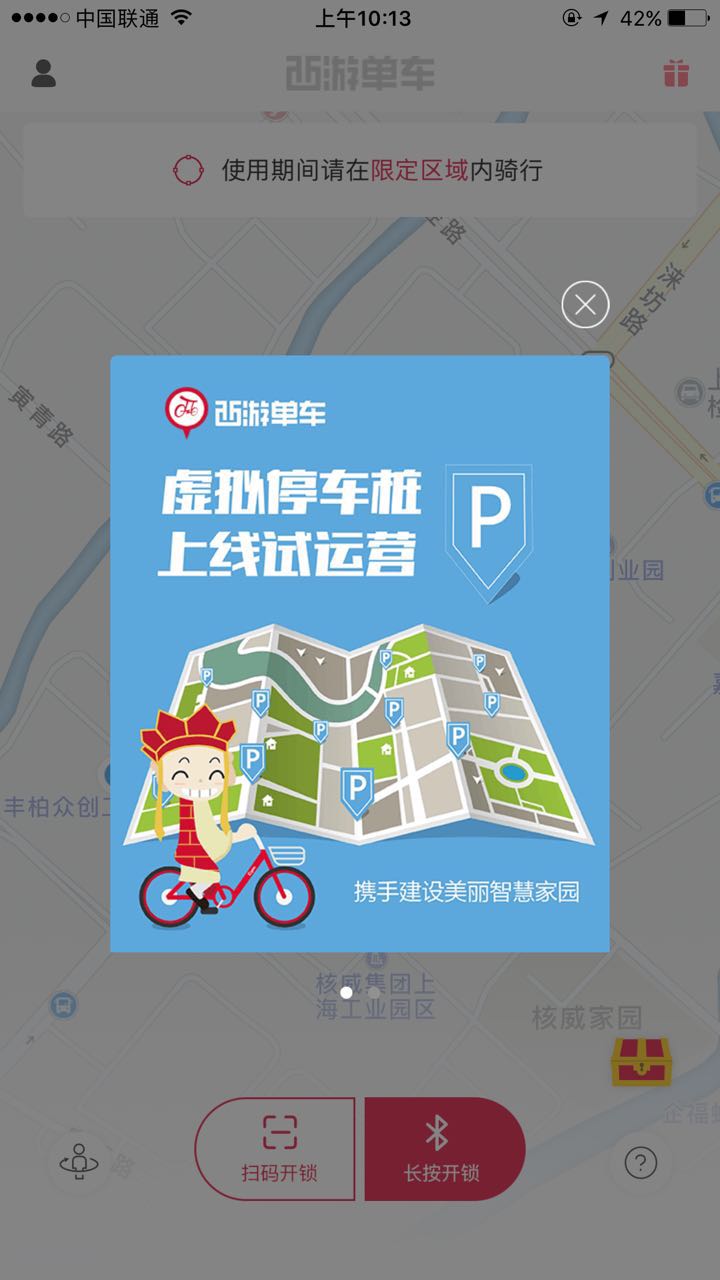 中国联通
上午10:13
42%
西游单车
使用期间请在限定区域内骑行
涞坊路
寅青路
西游单车
虚拟停车桩
P
上线试运营
P
P
P
P
P
P
P
P
P
携手建设美丽智慧家园
丰柏众创
业园
核威集团上
海工业园区
核威家园
企福
扫码开锁
长按开锁
?
路